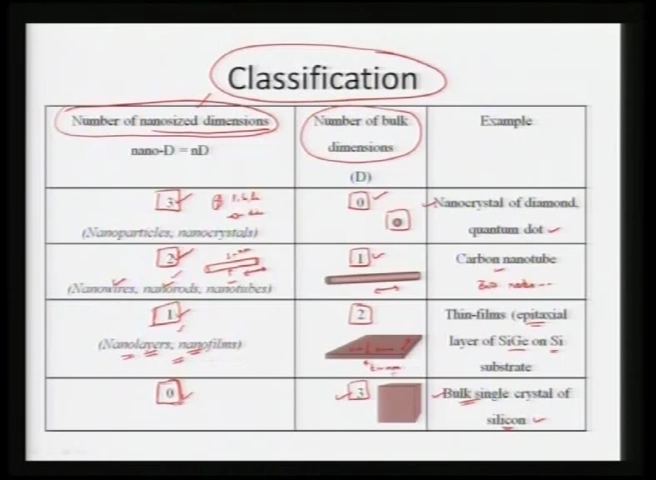 Classification
Number of nanosized dimensions
nano-D = nD
Number of bulk
dimensions
(D)
Example
3
(Nanoparticles, nanocrystals)
0
Nanocrystal of diamond,
quantum dot
2
(Nanowires, nanorods, nanotubes)
1
Carbon nanotube
1
(Nanolayers, nanofilms)
2
Thin-films (epitaxial
layer of SiGe on Si
substrate
0
3
Bulk single crystal of
silicon